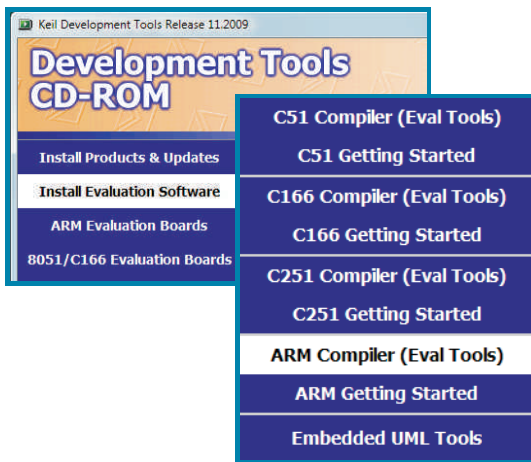 Keil Development Tools Release 11.2009
Development Tools
CD-ROM
Install Products & Updates
Install Evaluation Software
ARM Evaluation Boards
8051/C166 Evaluation Boards
C51 Compiler (Eval Tools)
C51 Getting Started
C166 Compiler (Eval Tools)
C166 Getting Started
C251 Compiler (Eval Tools)
C251 Getting Started
ARM Compiler (Eval Tools)
ARM Getting Started
Embedded UML Tools